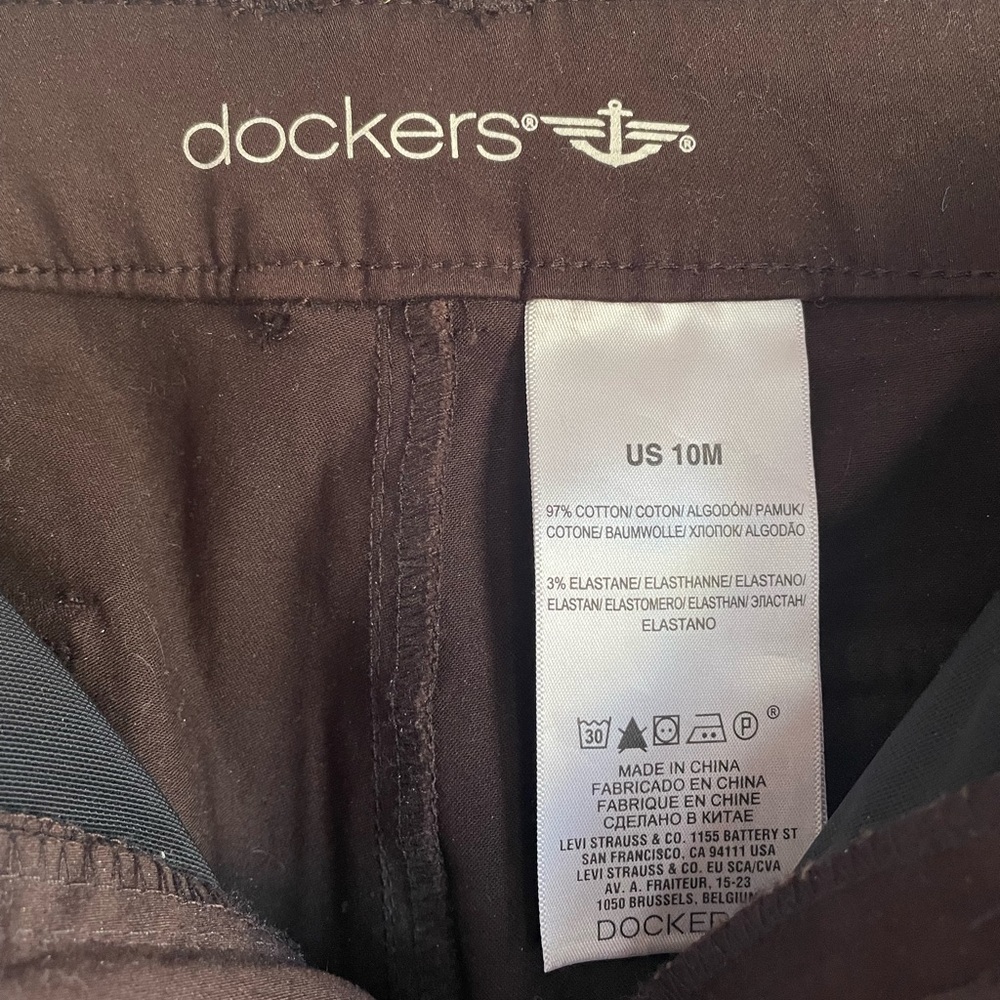 dockers® ®
US 10M
97% COTTON/ COTON/ ALGODÓN/ PAMUK/
COTONE/ BAUMWOLLE/ ХЛОПОК/ ALGODÃO
3% ELASTANE/ ELASTHANNE/ ELASTANO/
ELASTAN/ ELASTOMERO/ ELASTHAN/ ЭЛАСТАН/
ELASTANO
30 P ®
MADE IN CHINA
FABRICADO EN CHINA
FABRIQUE EN CHINE
СДЕЛАНО В КИТАЕ
LEVI STRAUSS & CO. 1155 BATTERY ST
SAN FRANCISCO, CA 94111 USA
LEVI STRAUSS & CO. EU SCA/CVA
AV. A. FRAITEUR, 15-23
1050 BRUSSELS, BELGIUM
DOCKER